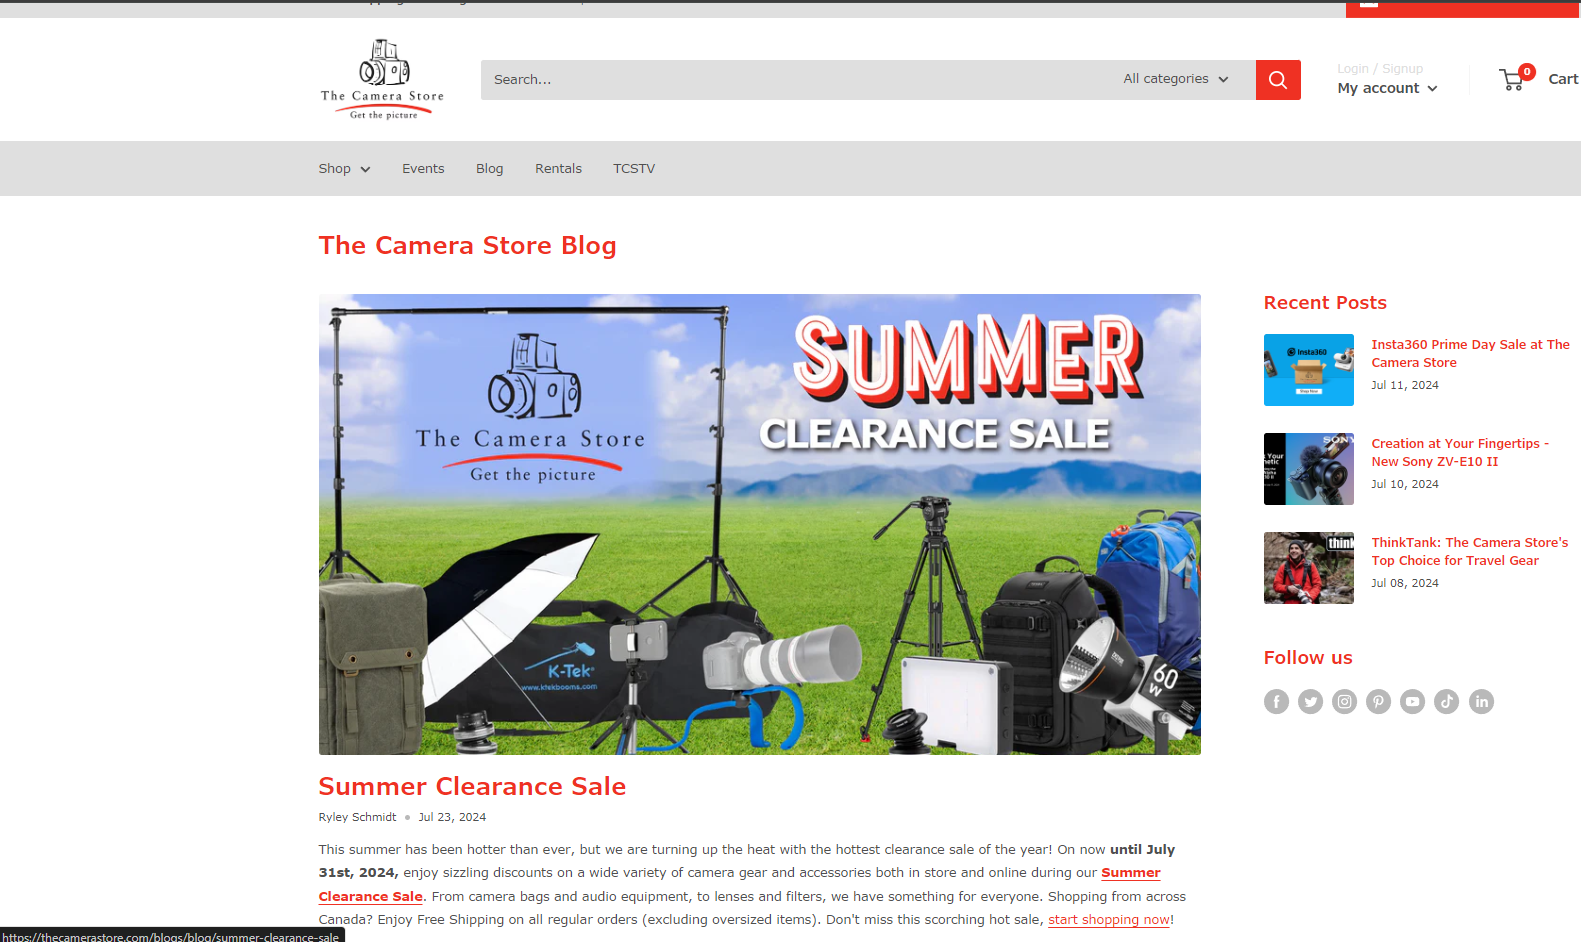 The Camera Store
Get the picture
Search...
All categories
Login / Signup
My account
0
Cart
Shop
Events
Blog
Rentals
TCSTV
The Camera Store Blog
The Camera Store
Get the picture
SUMMER
CLEARANCE SALE
K-Tek
www.ktekbooms.com
60
W
Summer Clearance Sale
Ryley Schmidt • Jul 23, 2024
This summer has been hotter than ever, but we are turning up the heat with the hottest clearance sale of the year! On now until July
31st, 2024, enjoy sizzling discounts on a wide variety of camera gear and accessories both in store and online during our Summer
Clearance Sale. From camera bags and audio equipment, to lenses and filters, we have something for everyone. Shopping from across
Canada? Enjoy Free Shipping on all regular orders (excluding oversized items). Don't miss this scorching hot sale, start shopping now!
Recent Posts
Insta360
Insta360 Prime Day Sale at The
Camera Store
Jul 11, 2024
SONY
Creation at Your Fingertips -
New Sony ZV-E10 II
Jul 10, 2024
think
ThinkTank: The Camera Store's
Top Choice for Travel Gear
Jul 08, 2024
Follow us
https://thecamerastore.com/blogs/blog/summer-clearance-sale